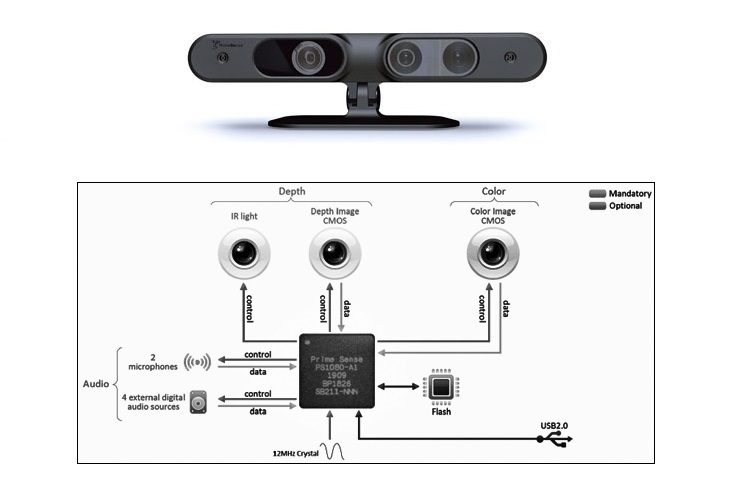 PrimeSense
Depth
Color
Mandatory
Optional
IR light
Depth Image
CMOS
Color Image
CMOS
control
control
data
control
data
Prime Sense
PS1080-A1
1909
BP1826
SB211-NNN
Audio
2
microphones
control
data
4 external digital
audio sources
control
data
Flash
12MHz Crystal
USB2.0